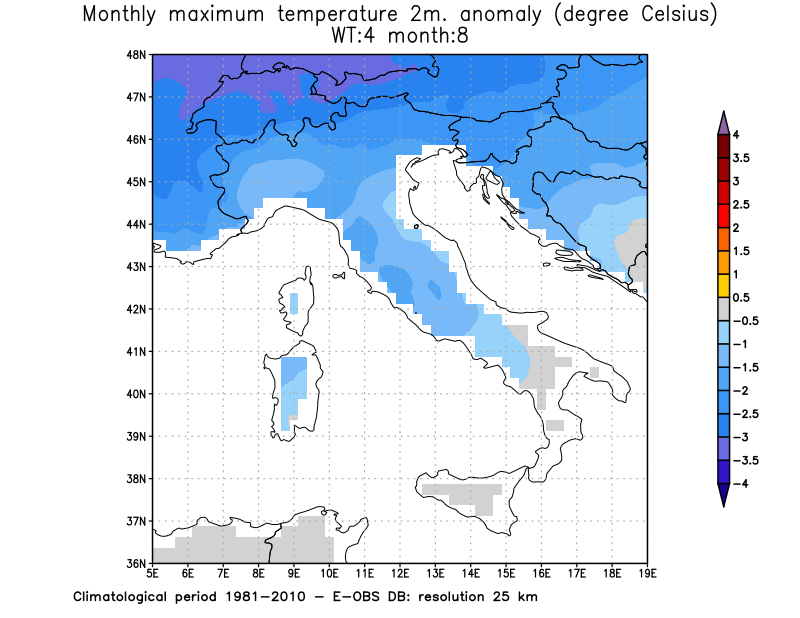 Monthly maximum temperature 2m. anomaly (degree Celsius)
WT:4 month:8
48N
47N
46N
45N
44N
43N
42N
41N
40N
39N
38N
37N
36N
5E 6E 7E 8E 9E 10E 11E 12E 13E 14E 15E 16E 17E 18E 19E
4
3.5
3
2.5
2
1.5
1
0.5
-0.5
-1
-1.5
-2
-2.5
-3
-3.5
-4
Climatological period 1981-2010 - E-OBS DB: resolution 25 km